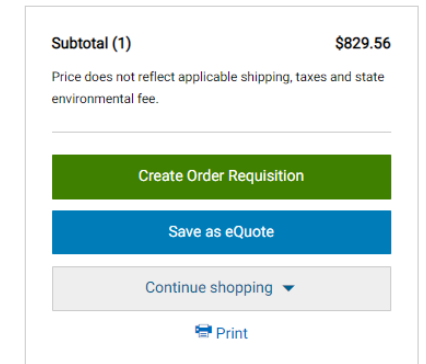 Subtotal (1) $829.56
Price does not reflect applicable shipping, taxes and state
environmental fee.
Create Order Requisition
Save as eQuote
Continue shopping
Print